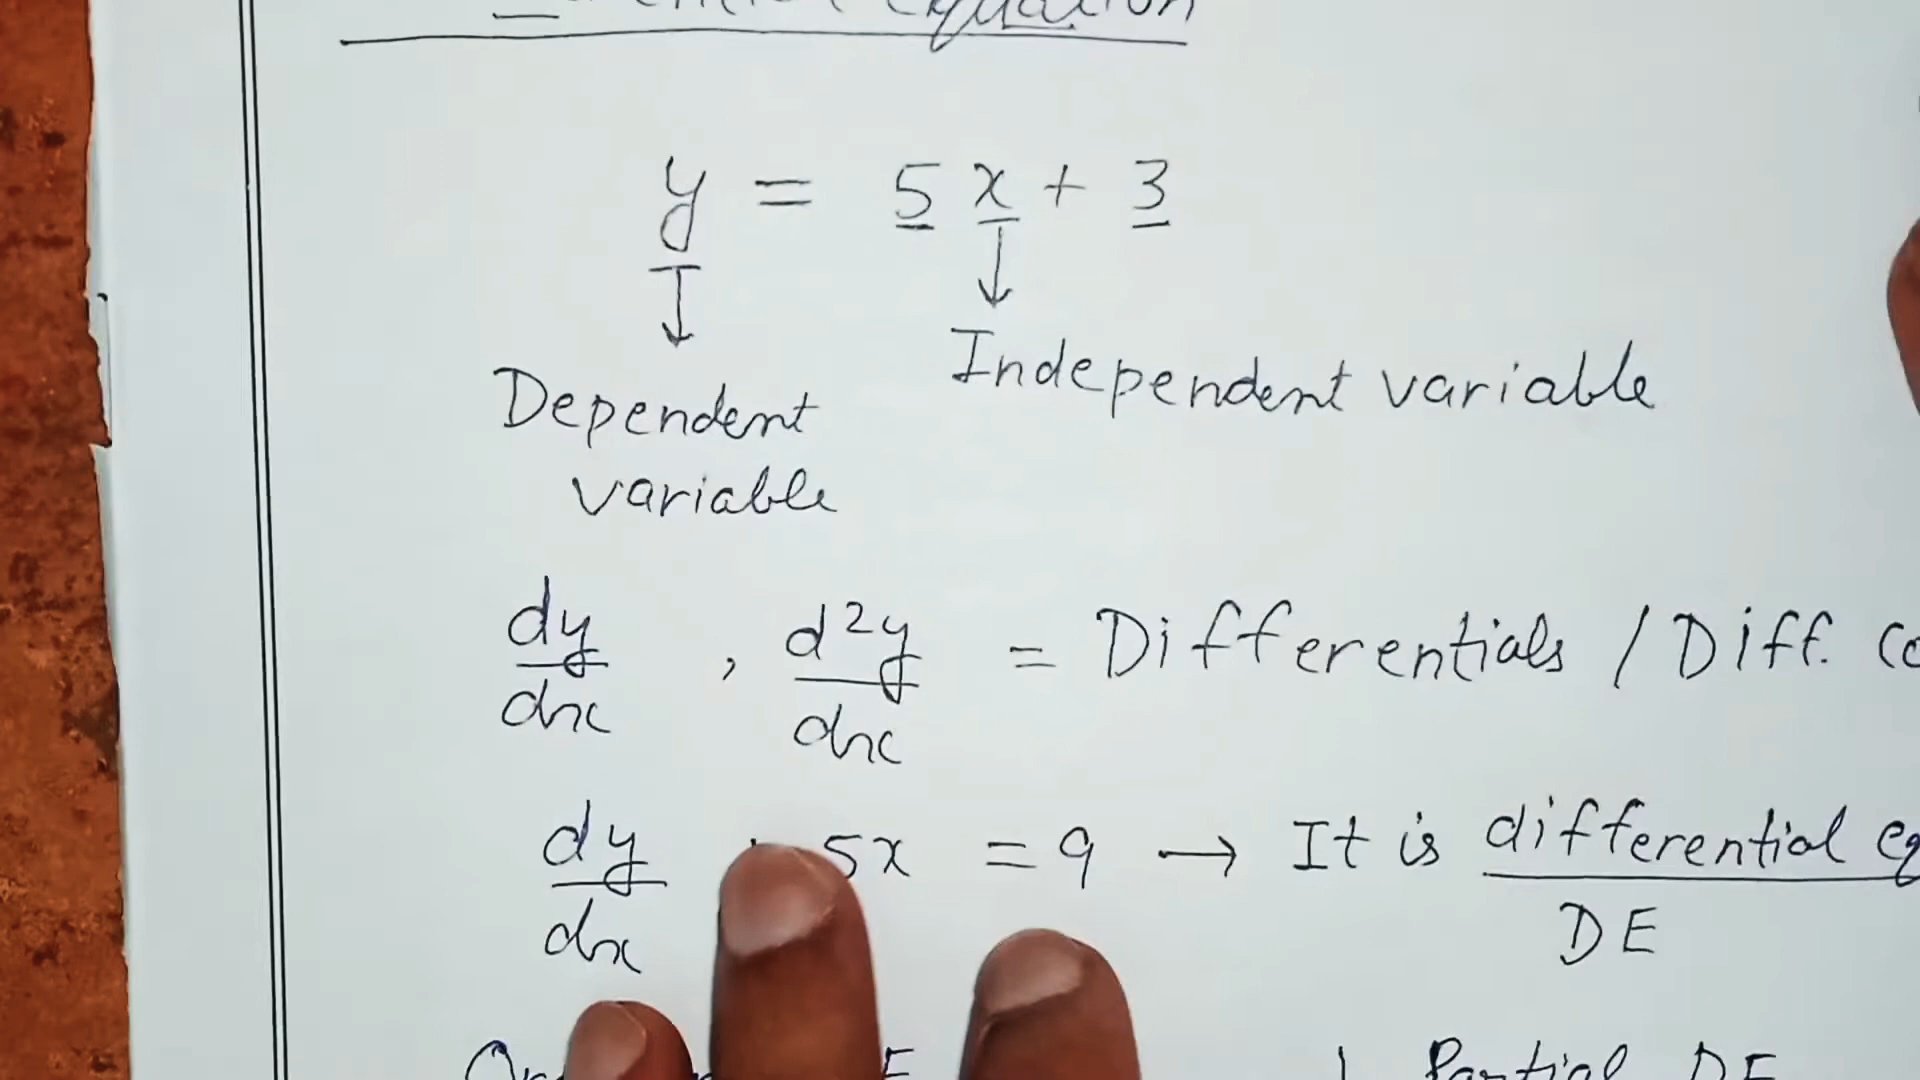 equation
y = 5x + 3
Independent variable
Dependent
variable
dy/dx , d²y/dx = Differentials / Diff.
dy/dx 5x = 9 → It is differential
DE
Partial DE